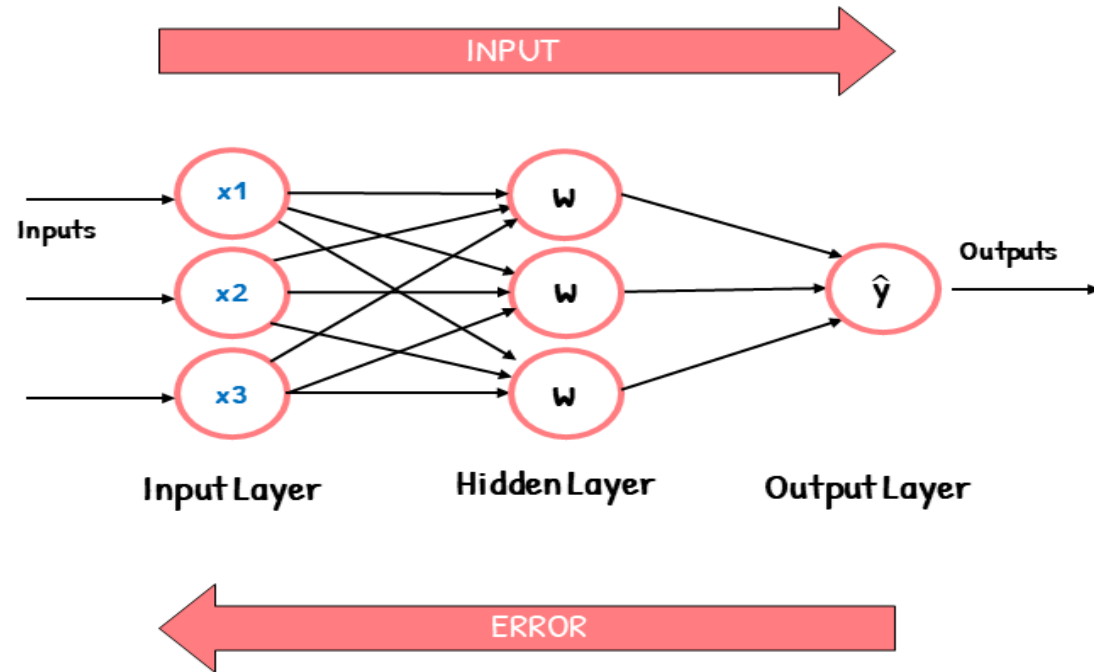 INPUT
x1
w
Inputs
x2
w
ŷ
Outputs
x3
w
Input Layer
Hidden Layer
Output Layer
ERROR